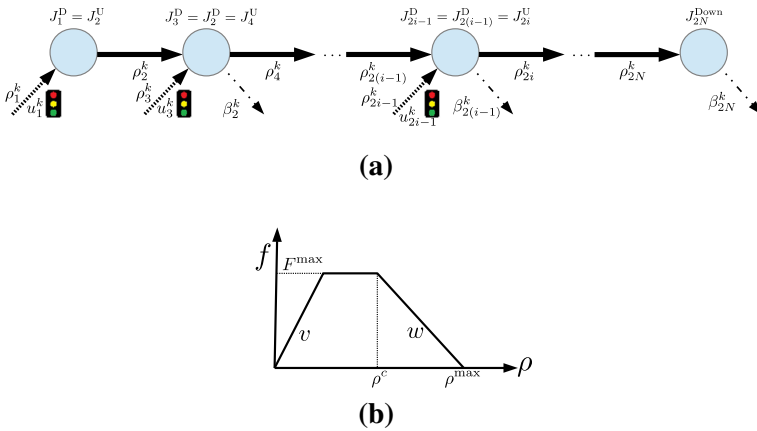 J_1^D = J_2^U
J_3^D = J_2^D = J_4^U
J_{2i−1}^D = J_{2(i−1)}^D = J_{2i}^U
J_{2N}^Down
ρ_1^k
u_1^k
ρ_2^k
ρ_3^k
u_3^k
β_2^k
ρ_4^k
...
ρ_{2(i−1)}^k
ρ_{2i−1}^k
u_{2i−1}^k
β_{2(i−1)}^k
ρ_{2i}^k
...
ρ_{2N}^k
β_{2N}^k
(a)
f
F^max
v
w
ρ^c
ρ^max
ρ
(b)